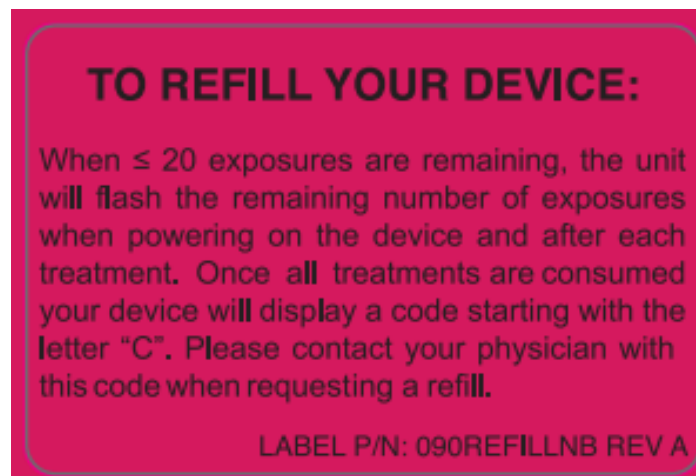 TO REFILL YOUR DEVICE:
When ≤ 20 exposures are remaining, the unit
will flash the remaining number of exposures
when powering on the device and after each
treatment. Once all treatments are consumed
your device will display a code starting with the
letter “C”. Please contact your physician with
this code when requesting a refill.
LABEL P/N: 090REFILLNB REV A